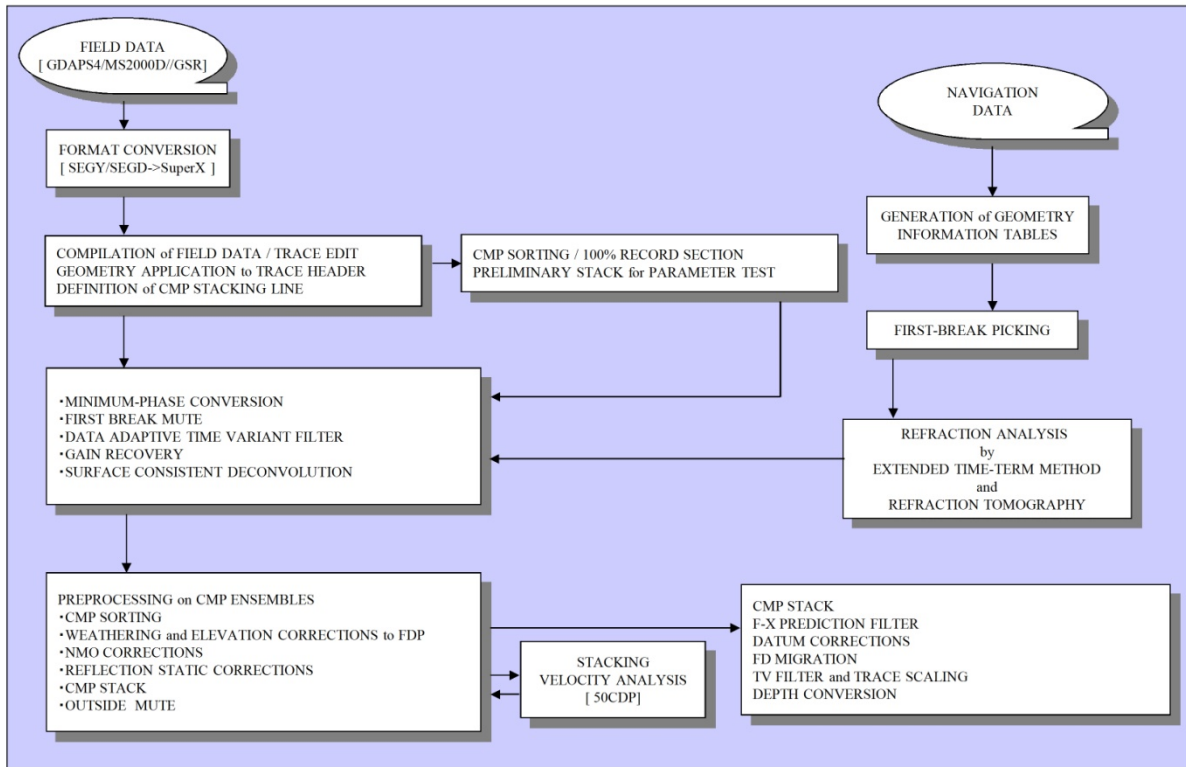 FIELD DATA
[ GDAPS4/MS2000D//GSR]
NAVIGATION
DATA
FORMAT CONVERSION
[ SEGY/SEGD->SuperX ]
GENERATION of GEOMETRY
INFORMATION TABLES
COMPILATION of FIELD DATA / TRACE EDIT
GEOMETRY APPLICATION to TRACE HEADER
DEFINITION of CMP STACKING LINE
CMP SORTING / 100% RECORD SECTION
PRELIMINARY STACK for PARAMETER TEST
FIRST-BREAK PICKING
・MINIMUM-PHASE CONVERSION
・FIRST BREAK MUTE
・DATA ADAPTIVE TIME VARIANT FILTER
・GAIN RECOVERY
・SURFACE CONSISTENT DECONVOLUTION
REFRACTION ANALYSIS
by
EXTENDED TIME-TERM METHOD
and
REFRACTION TOMOGRAPHY
PREPROCESSING on CMP ENSEMBLES
・CMP SORTING
・WEATHERING and ELEVATION CORRECTIONS to FDP
・NMO CORRECTIONS
・REFLECTION STATIC CORRECTIONS
・CMP STACK
・OUTSIDE MUTE
STACKING
VELOCITY ANALYSIS
[ 50CDP]
CMP STACK
F-X PREDICTION FILTER
DATUM CORRECTIONS
FD MIGRATION
TV FILTER and TRACE SCALING
DEPTH CONVERSION